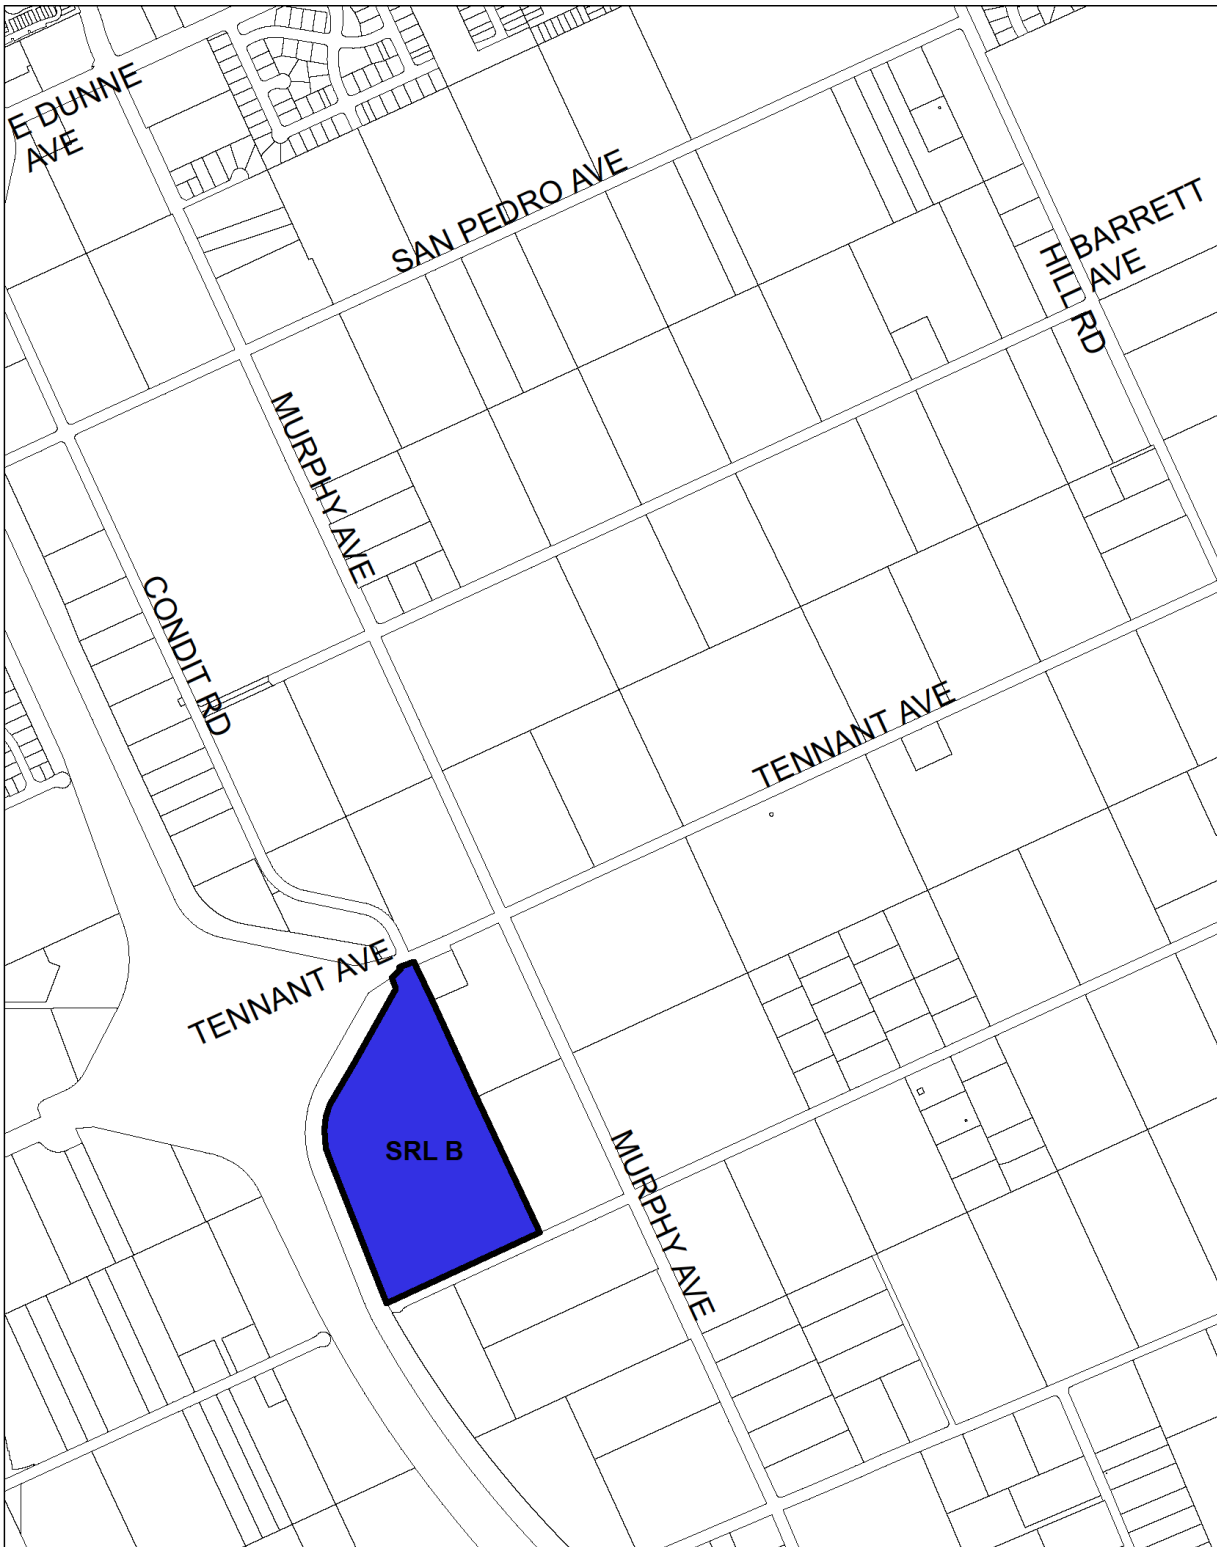 E DUNNE
AVE
SAN PEDRO AVE
BARRETT
AVE
HILL RD
MURPHY AVE
CONDIT RD
TENNANT AVE
TENNANT AVE
SRL B
MURPHY AVE